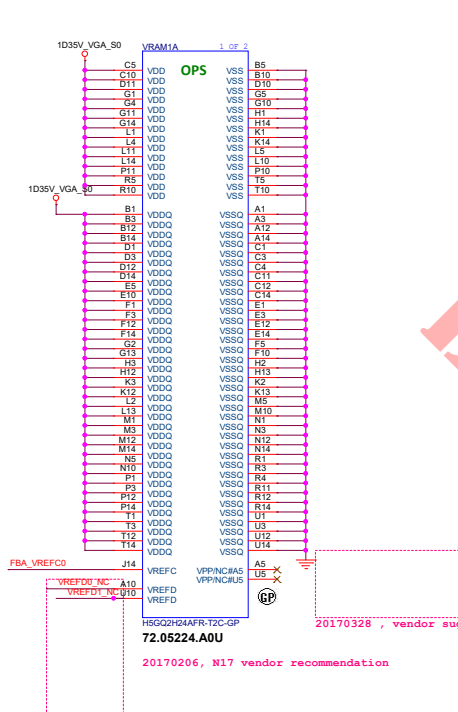 1D35V_VGA_S0
VRAM1A 1 OF 2
OPS
C5 VDD VSS B5
C10 VDD VSS B10
D11 VDD VSS D10
G1 VDD VSS G5
G4 VDD VSS G10
G11 VDD VSS H1
G14 VDD VSS H14
L1 VDD VSS K1
L4 VDD VSS K14
L11 VDD VSS L5
L14 VDD VSS L10
P11 VDD VSS P10
R5 VDD VSS T5
R10 VDD VSS T10
1D35V_VGA_S0
B1 VDDQ VSSQ A1
B3 VDDQ VSSQ A3
B12 VDDQ VSSQ A12
B14 VDDQ VSSQ A14
D1 VDDQ VSSQ C1
D3 VDDQ VSSQ C3
D12 VDDQ VSSQ C4
D14 VDDQ VSSQ C11
E5 VDDQ VSSQ C12
E10 VDDQ VSSQ C14
F1 VDDQ VSSQ E1
F3 VDDQ VSSQ E3
F12 VDDQ VSSQ E12
F14 VDDQ VSSQ E14
G2 VDDQ VSSQ F5
G13 VDDQ VSSQ F10
H3 VDDQ VSSQ H2
H12 VDDQ VSSQ H13
K3 VDDQ VSSQ K2
K12 VDDQ VSSQ K13
L2 VDDQ VSSQ M5
L13 VDDQ VSSQ M10
M1 VDDQ VSSQ N1
M3 VDDQ VSSQ N3
M12 VDDQ VSSQ N12
M14 VDDQ VSSQ N14
N5 VDDQ VSSQ R1
N10 VDDQ VSSQ R3
P1 VDDQ VSSQ R4
P3 VDDQ VSSQ R11
P12 VDDQ VSSQ R12
P14 VDDQ VSSQ R14
T1 VDDQ VSSQ U1
T3 VDDQ VSSQ U3
T12 VDDQ VSSQ U12
T14 VDDQ VSSQ U14
FBA_VREFC0 J14 VREFC VPP/NC#A5 A5
VPP/NC#U5 U5
VREFD0_NC A10 VREFD
VREFD1_NC U10 VREFD
GP
H5GQ2H24AFR-T2C-GP
72.05224.A0U
20170328 , vendor sug
20170206, N17 vendor recommendation